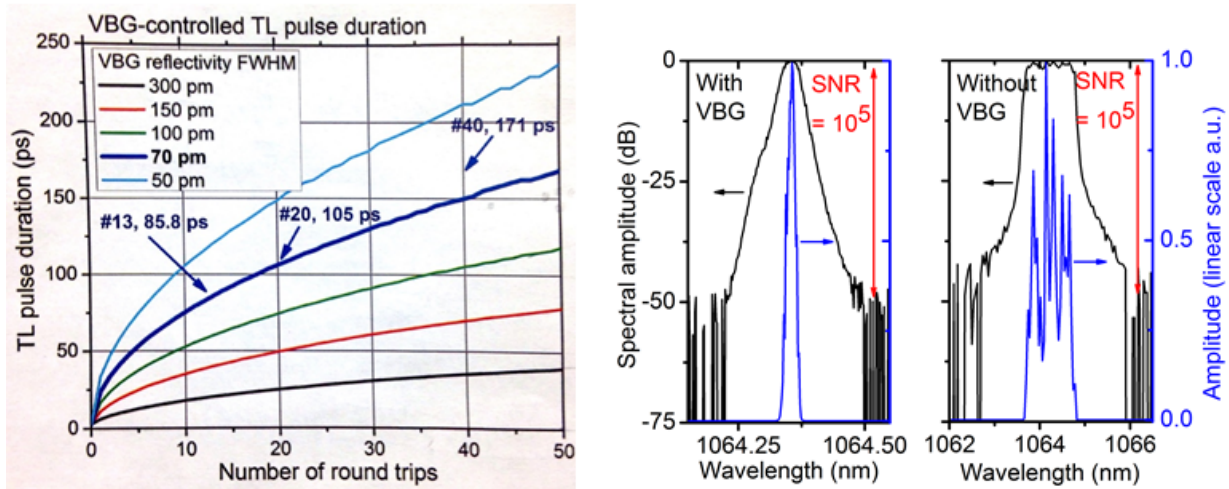 VBG-controlled TL pulse duration
250
200
150
100
50
0
TL pulse duration (ps)
VBG reflectivity FWHM
300 pm
150 pm
100 pm
70 pm
50 pm
#13, 85.8 ps
#20, 105 ps
#40, 171 ps
0 10 20 30 40 50
Number of round trips
0
-25
-50
-75
Spectral amplitude (dB)
With
VBG
SNR
= 10⁵
1064.25 1064.50
Wavelength (nm)
Without
VBG
SNR
= 10⁵
1062 1064 1066
Wavelength (nm)
1.0
0.5
0.0
Amplitude (linear scale a.u.)